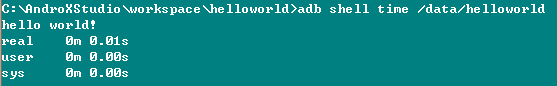 C:\AndroXStudio\workspace\helloworld>adb shell time /data/helloworld
hello world!
real    0m 0.01s
user    0m 0.00s
sys     0m 0.00s